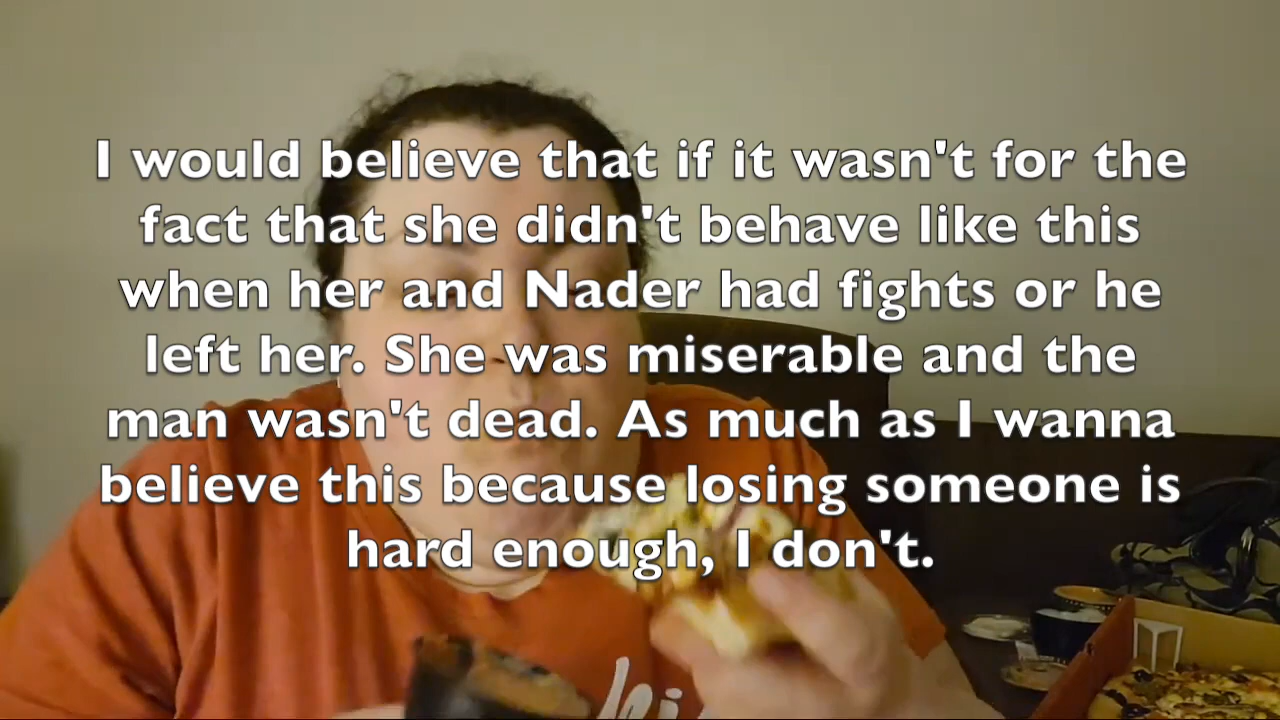 I would believe that if it wasn't for the
fact that she didn't behave like this
when her and Nader had fights or he
left her. She was miserable and the
man wasn't dead. As much as I wanna
believe this because losing someone is
hard enough, I don't.